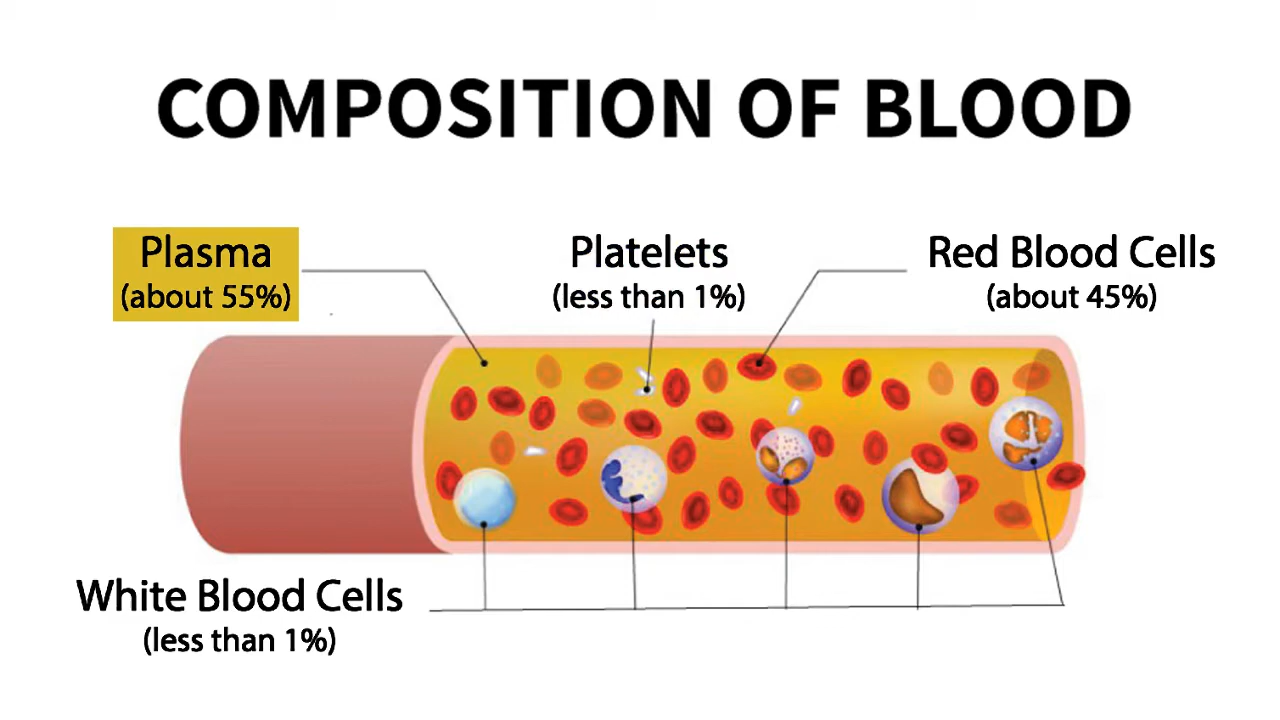 COMPOSITION OF BLOOD
Plasma
(about 55%)
Platelets
(less than 1%)
Red Blood Cells
(about 45%)
White Blood Cells
(less than 1%)